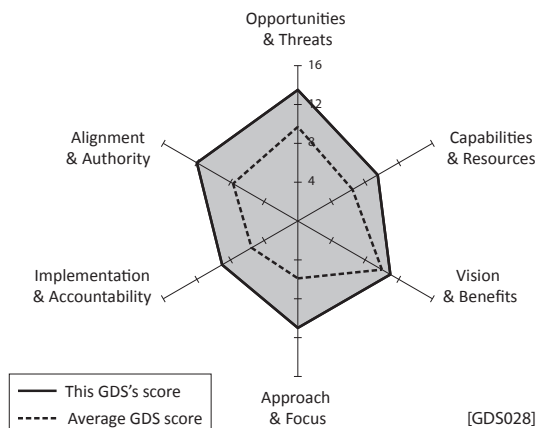 Opportunities
& Threats
16
12
8
4
Alignment
& Authority
Capabilities
& Resources
Implementation
& Accountability
Vision
& Benefits
Approach
& Focus
This GDS's score
Average GDS score
[GDS028]